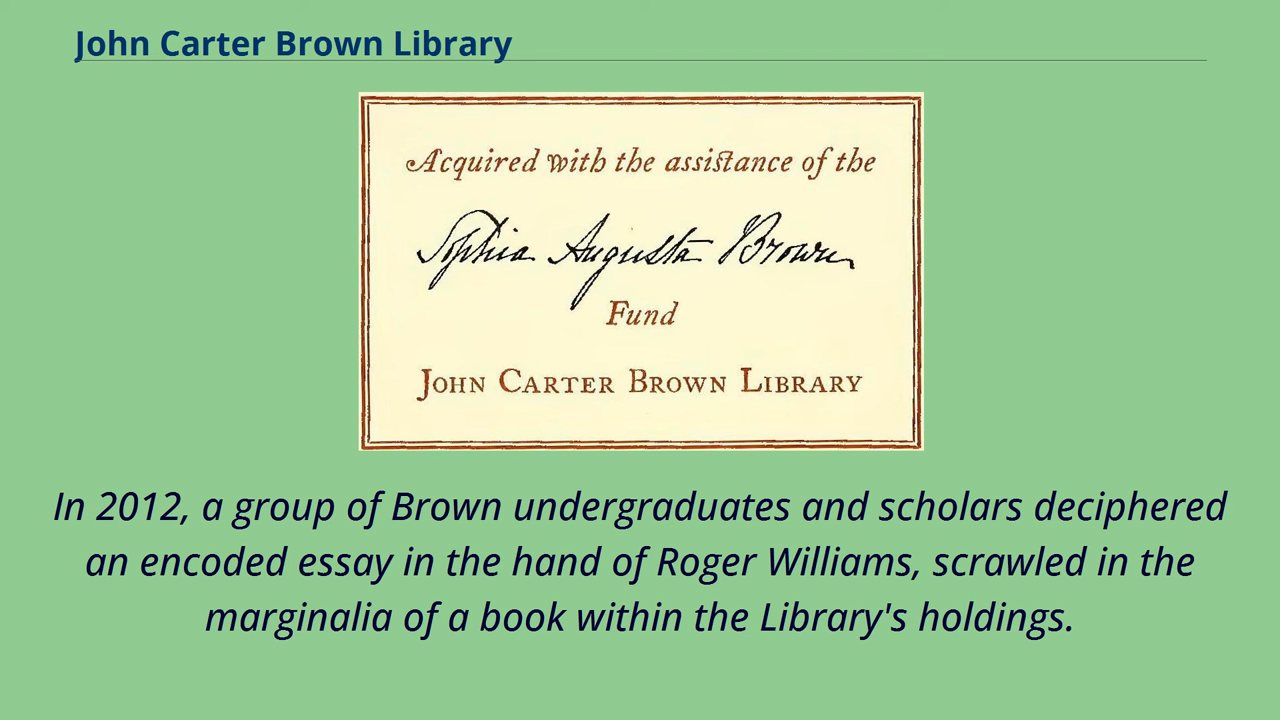 John Carter Brown Library
Acquired with the assistance of the
Sophia Augusta Brown
Fund
John Carter Brown Library
In 2012, a group of Brown undergraduates and scholars deciphered
an encoded essay in the hand of Roger Williams, scrawled in the
marginalia of a book within the Library's holdings.